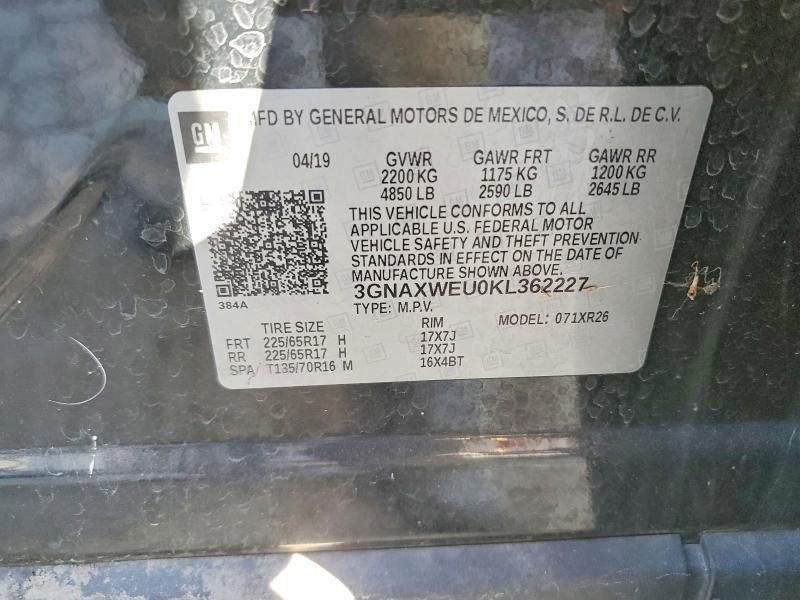 GM MFD BY GENERAL MOTORS DE MEXICO, S. DE R.L. DE C.V.
04/19 GVWR GAWR FRT GAWR RR
2200 KG 1175 KG 1200 KG
4850 LB 2590 LB 2645 LB
THIS VEHICLE CONFORMS TO ALL
APPLICABLE U.S. FEDERAL MOTOR
VEHICLE SAFETY AND THEFT PREVENTION
STANDARDS IN EFFECT ON THE DATE OF
MANUFACTURE SHOWN ABOVE.
3GNAXWEU0KL362227
384A
TYPE: M.P.V. MODEL: 071XR26
TIRE SIZE RIM
FRT 225/65R17 H 17X7J
RR 225/65R17 H 17X7J
SPA T135/70R16 M 16X4BT